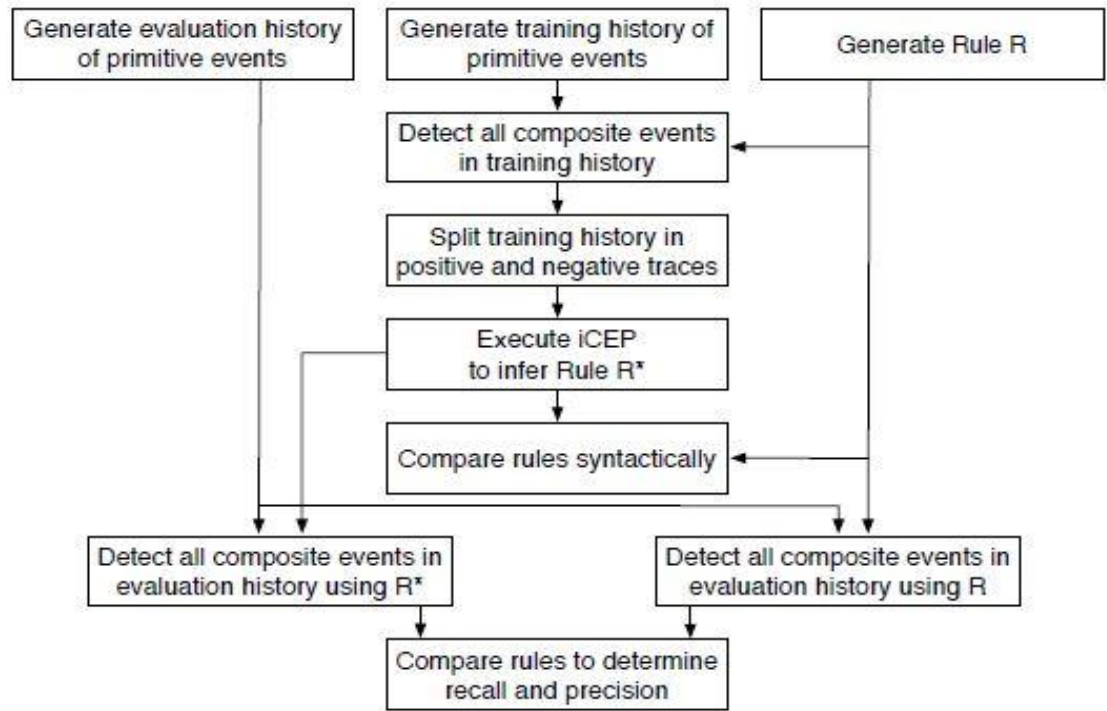 Generate evaluation history
of primitive events
Generate training history of
primitive events
Generate Rule R
Detect all composite events
in training history
Split training history in
positive and negative traces
Execute iCEP
to infer Rule R*
Compare rules syntactically
Detect all composite events in
evaluation history using R*
Detect all composite events in
evaluation history using R
Compare rules to determine
recall and precision